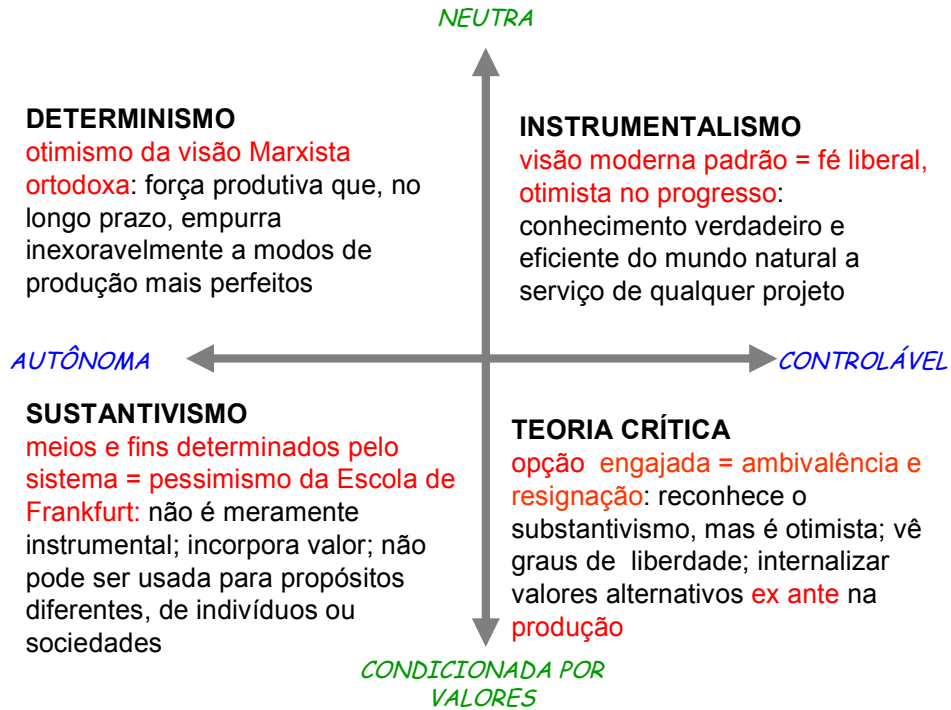 NEUTRA
DETERMINISMO
otimismo da visão Marxista
ortodoxa: força produtiva que, no
longo prazo, empurra
inexoravelmente a modos de
produção mais perfeitos
INSTRUMENTALISMO
visão moderna padrão = fé liberal,
otimista no progresso:
conhecimento verdadeiro e
eficiente do mundo natural a
serviço de qualquer projeto
AUTÔNOMA
CONTROLÁVEL
SUSTANTIVISMO
meios e fins determinados pelo
sistema = pessimismo da Escola de
Frankfurt: não é meramente
instrumental; incorpora valor; não
pode ser usada para propósitos
diferentes, de indivíduos ou
sociedades
TEORIA CRÍTICA
opção engajada = ambivalência e
resignação: reconhece o
substantivismo, mas é otimista; vê
graus de liberdade; internalizar
valores alternativos ex ante na
produção
CONDICIONADA POR
VALORES